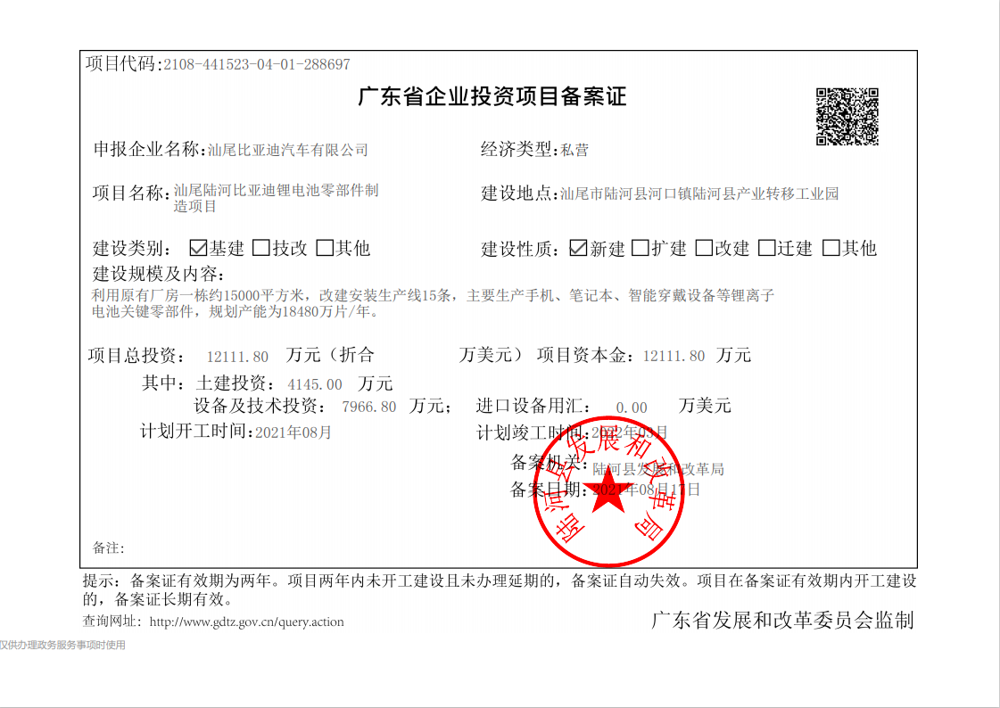 项目代码:2108-441523-04-01-288697
广东省企业投资项目备案证
申报企业名称:汕尾比亚迪汽车有限公司 经济类型:私营
项目名称:汕尾陆河比亚迪锂电池零部件制
造项目
建设地点:汕尾市陆河县河口镇陆河县产业转移工业园
建设类别: ☑基建 ☐技改 ☐其他 建设性质: ☑新建 ☐扩建 ☐改建 ☐迁建 ☐其他
建设规模及内容:
利用原有厂房一栋约15000平方米，改建安装生产线15条，主要生产手机、笔记本、智能穿戴设备等锂离子
电池关键零部件，规划产能为18480万片/年。
项目总投资: 12111.80 万元（折合 万美元） 项目资本金: 12111.80 万元
其中: 土建投资: 4145.00 万元
设备及技术投资: 7966.80 万元; 进口设备用汇: 0.00 万美元
计划开工时间:2021年08月 计划竣工时间:2022年03月
备案机关: 陆河县发展和改革局
备案日期: 2021年08月17日
陆河县发展和改革局
备注:
提示: 备案证有效期为两年。项目两年内未开工建设且未办理延期的，备案证自动失效。项目在备案证有效期内开工建设
的，备案证长期有效。
查询网址: http://www.gdtz.gov.cn/query.action
广东省发展和改革委员会监制
仅供办理政务服务事项时使用